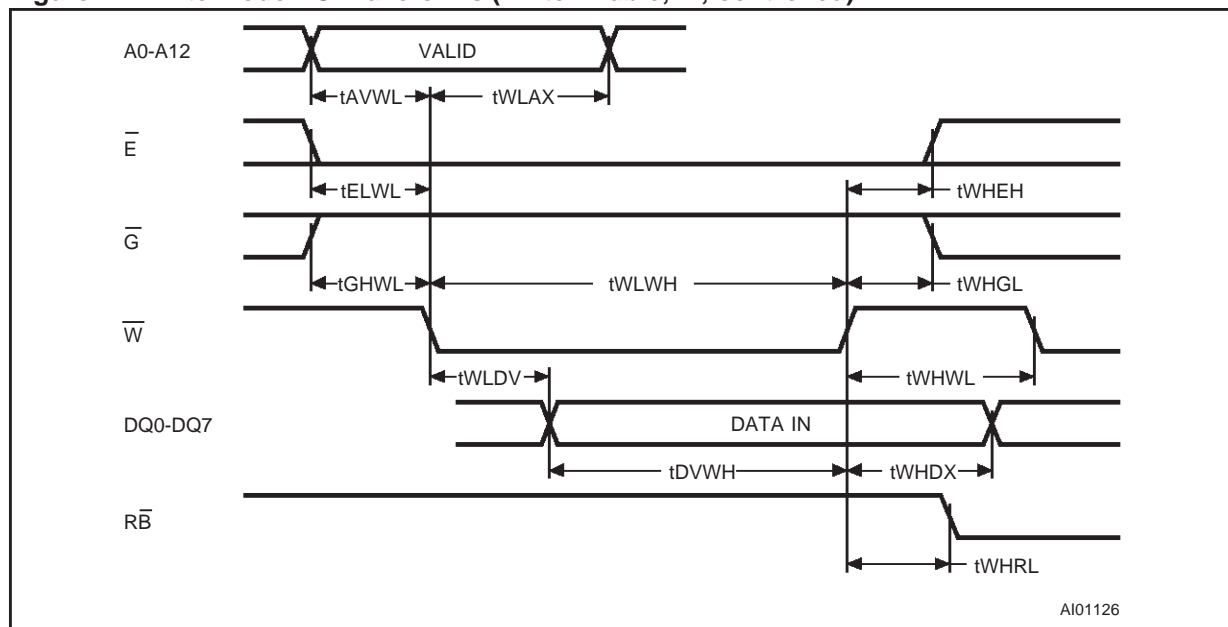 A0-A12
VALID
tAVWL
tWLAX
E̅
tELWL
tWHEH
G̅
tGHWL
tWLWH
tWHGL
W̅
tWLDV
tWHWL
DQ0-DQ7
DATA IN
tDVWH
tWHDX
RB̅
tWHRL
AI01126